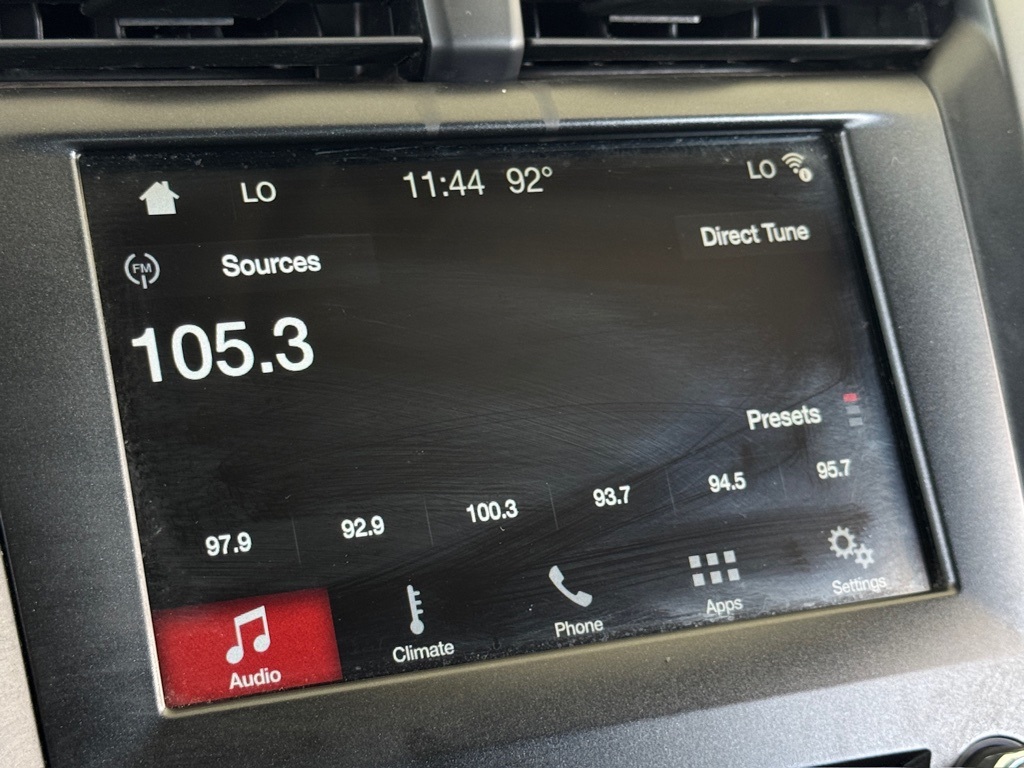 LO 11:44 92° LO
FM Sources Direct Tune
105.3
Presets
97.9 92.9 100.3 93.7 94.5 95.7
Audio Climate Phone Apps Settings